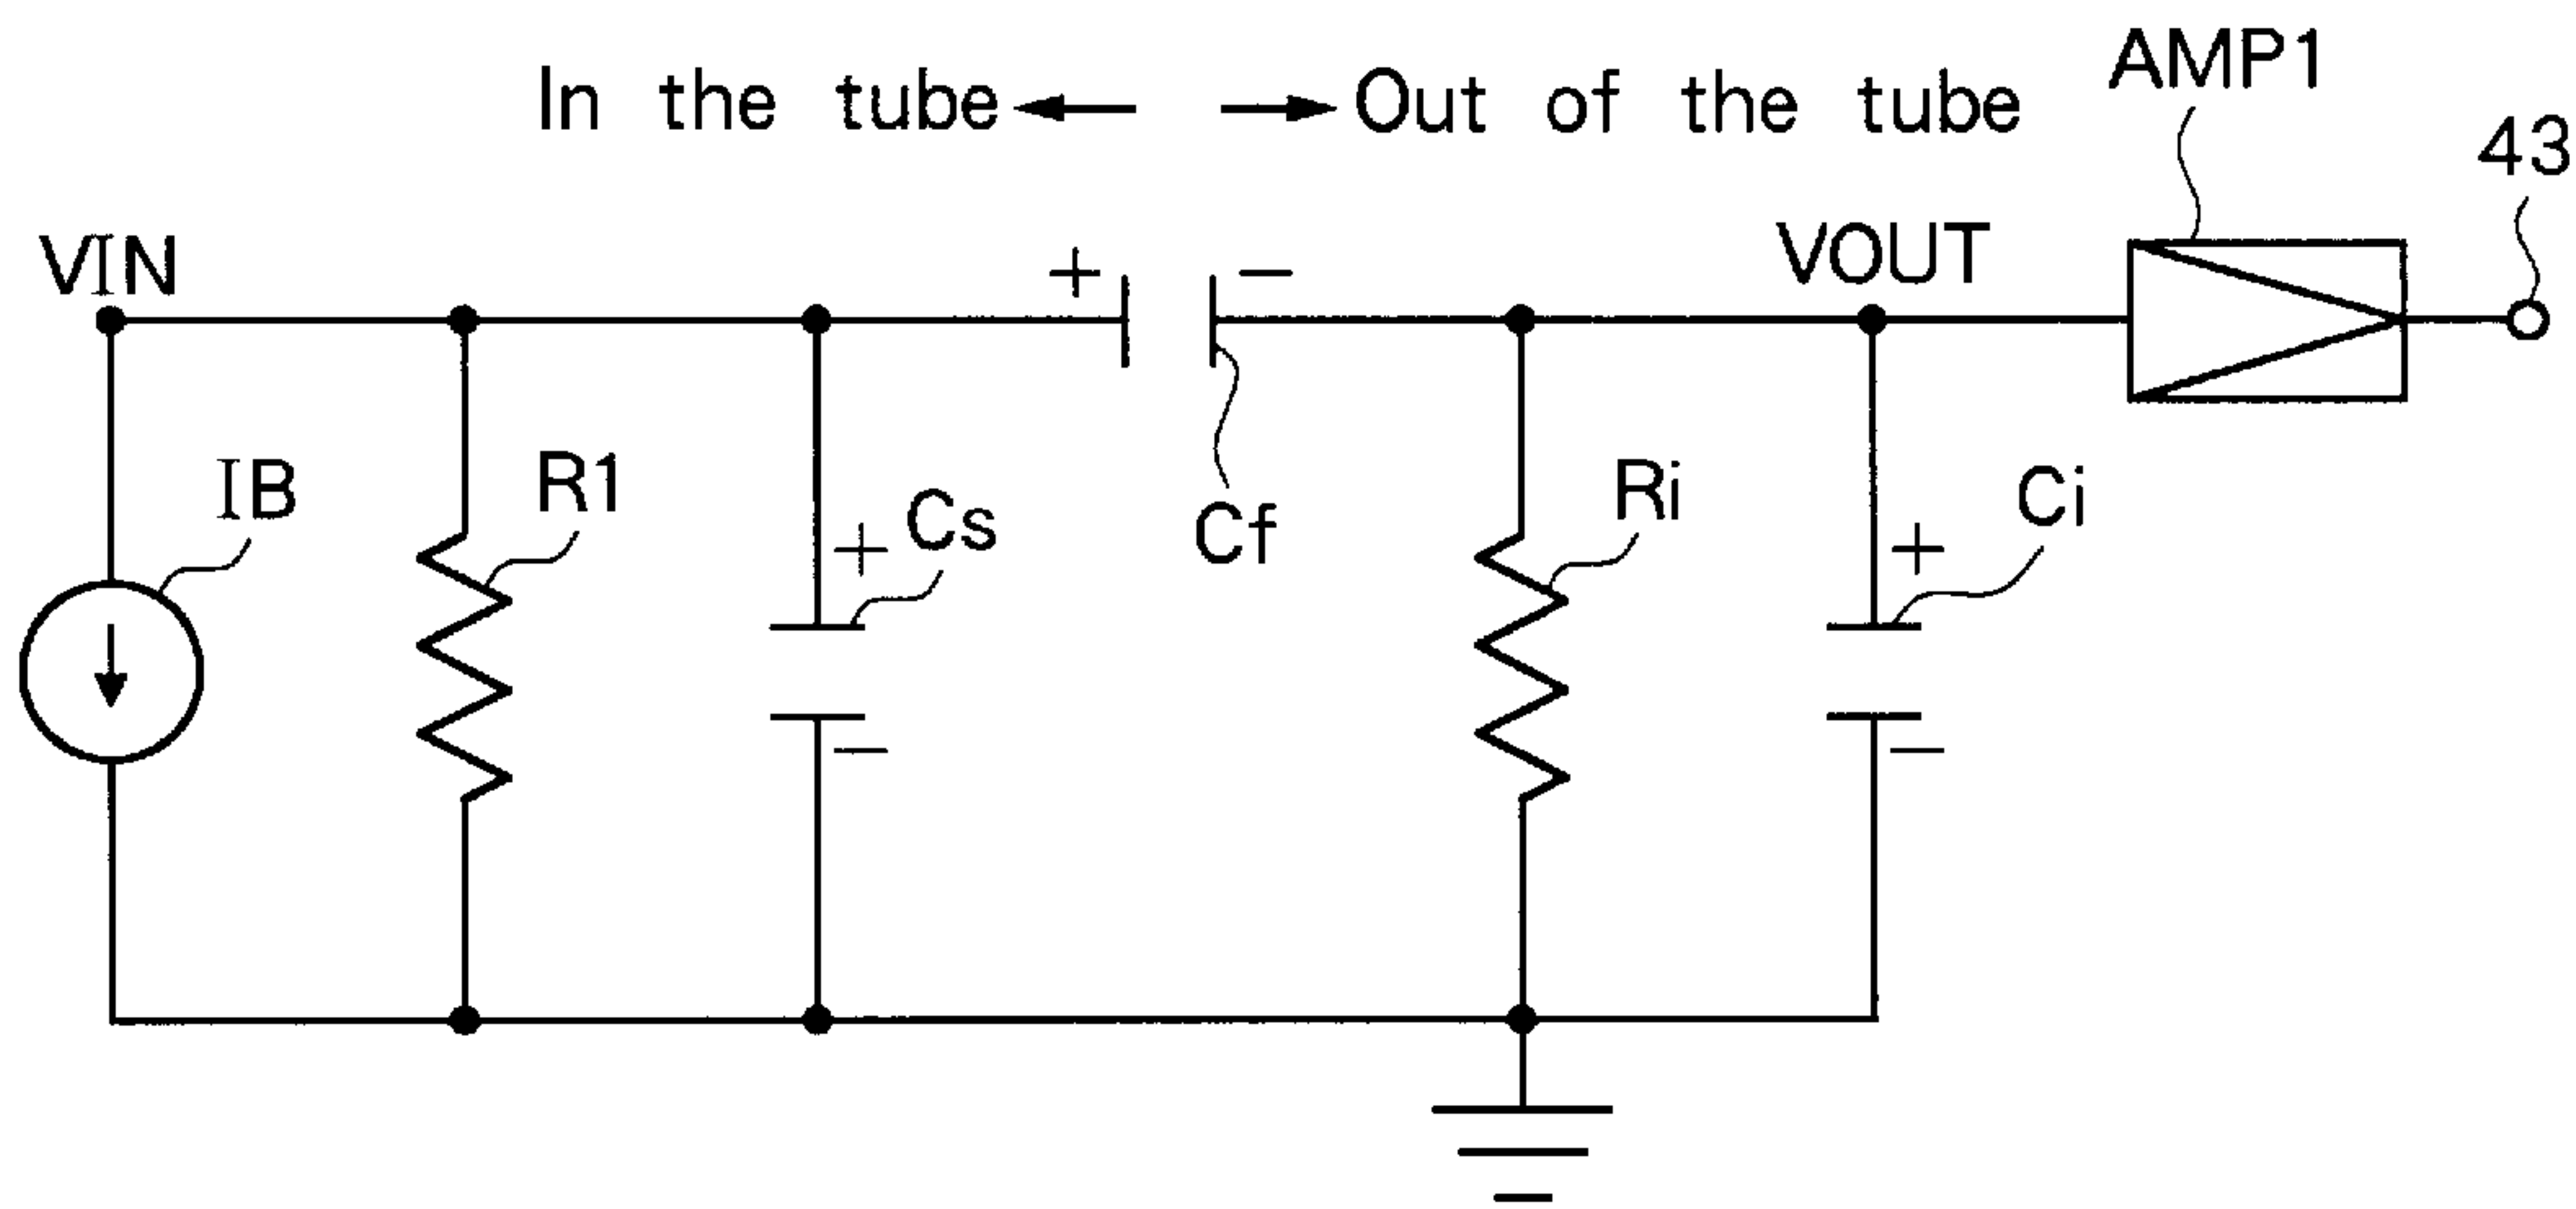 AMP1
In the tube Out of the tube
43
VIN
+ − VOUT
IB R1 + Cs Cf Ri + Ci
− −